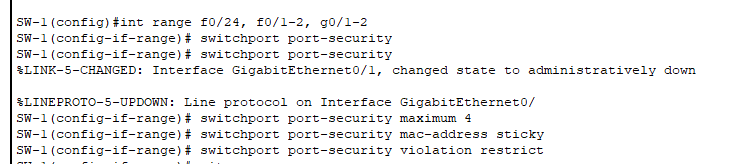 SW-1(config)#int range f0/24, f0/1-2, g0/1-2
SW-1(config-if-range)# switchport port-security
SW-1(config-if-range)# switchport port-security
%LINK-5-CHANGED: Interface GigabitEthernet0/1, changed state to administratively down
%LINEPROTO-5-UPDOWN: Line protocol on Interface GigabitEthernet0/
SW-1(config-if-range)# switchport port-security maximum 4
SW-1(config-if-range)# switchport port-security mac-address sticky
SW-1(config-if-range)# switchport port-security violation restrict